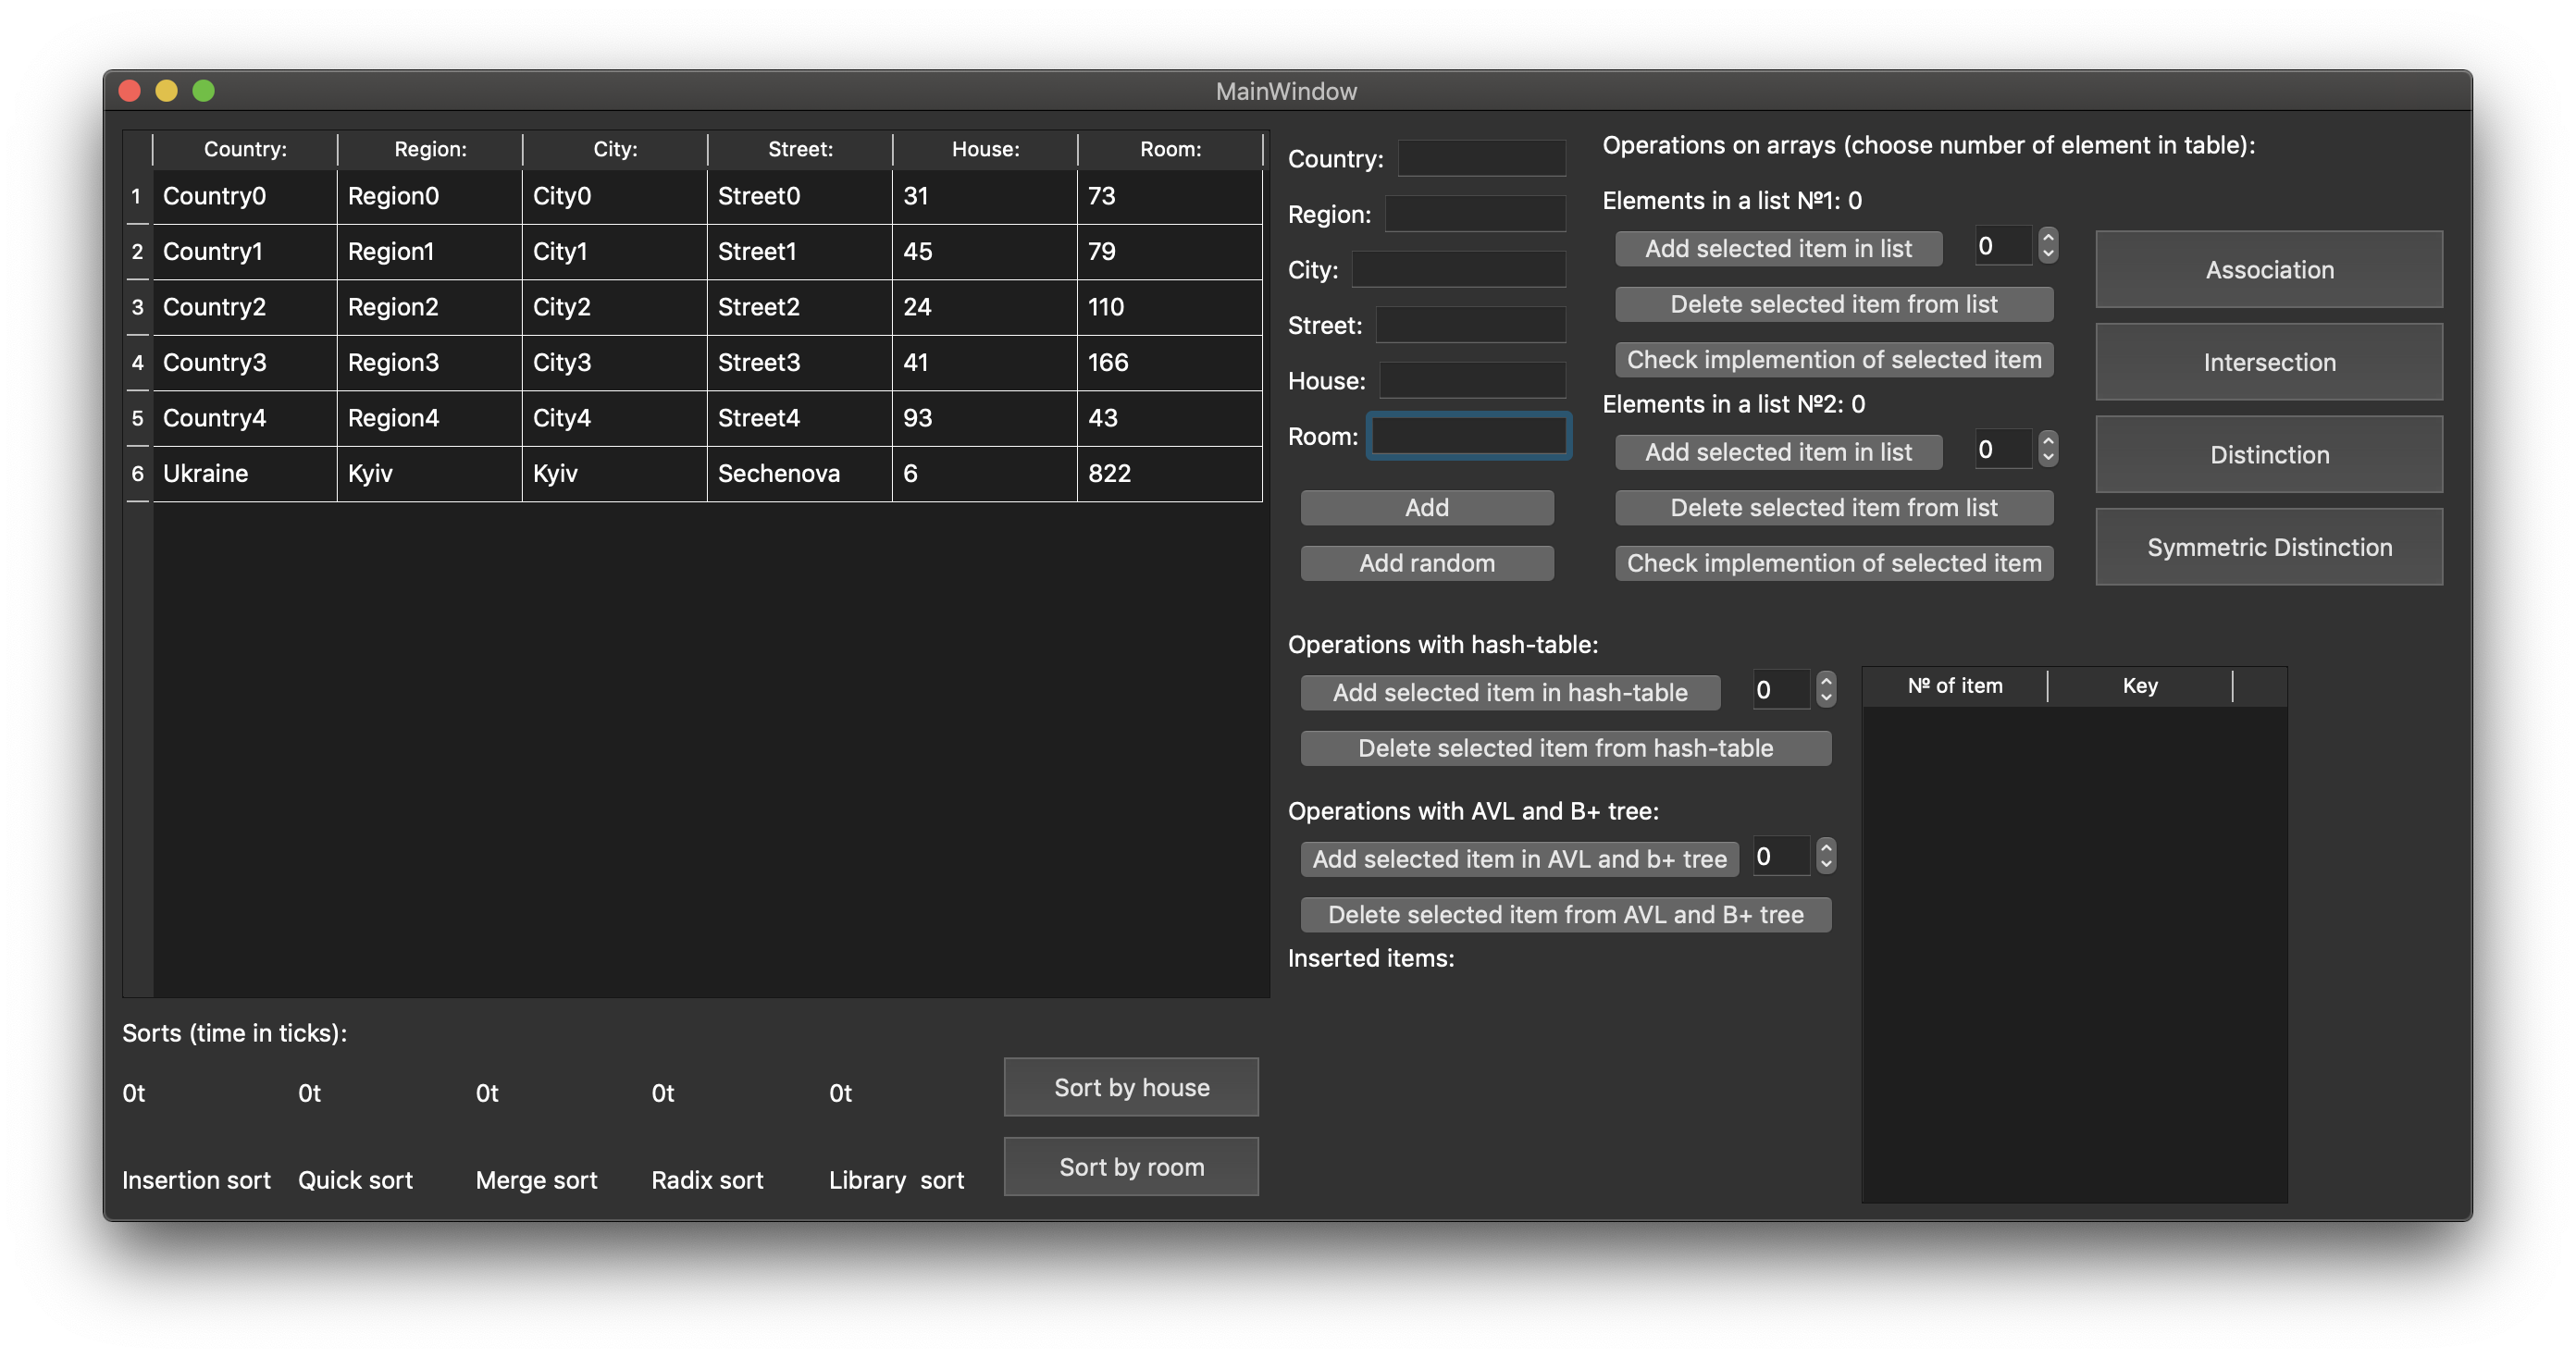 MainWindow
Country: Region: City: Street: House: Room:
1 Country0 Region0 City0 Street0 31 73
2 Country1 Region1 City1 Street1 45 79
3 Country2 Region2 City2 Street2 24 110
4 Country3 Region3 City3 Street3 41 166
5 Country4 Region4 City4 Street4 93 43
6 Ukraine Kyiv Kyiv Sechenova 6 822
Sorts (time in ticks):
0t 0t 0t 0t 0t
Insertion sort Quick sort Merge sort Radix sort Library  sort
Sort by house
Sort by room
Country:
Region:
City:
Street:
House:
Room:
Add
Add random
Operations on arrays (choose number of element in table):
Elements in a list №1: 0
Add selected item in list 0
Delete selected item from list
Check implemention of selected item
Elements in a list №2: 0
Add selected item in list 0
Delete selected item from list
Check implemention of selected item
Association
Intersection
Distinction
Symmetric Distinction
Operations with hash-table:
Add selected item in hash-table 0
Delete selected item from hash-table
Operations with AVL and B+ tree:
Add selected item in AVL and b+ tree 0
Delete selected item from AVL and B+ tree
Inserted items:
№ of item Key